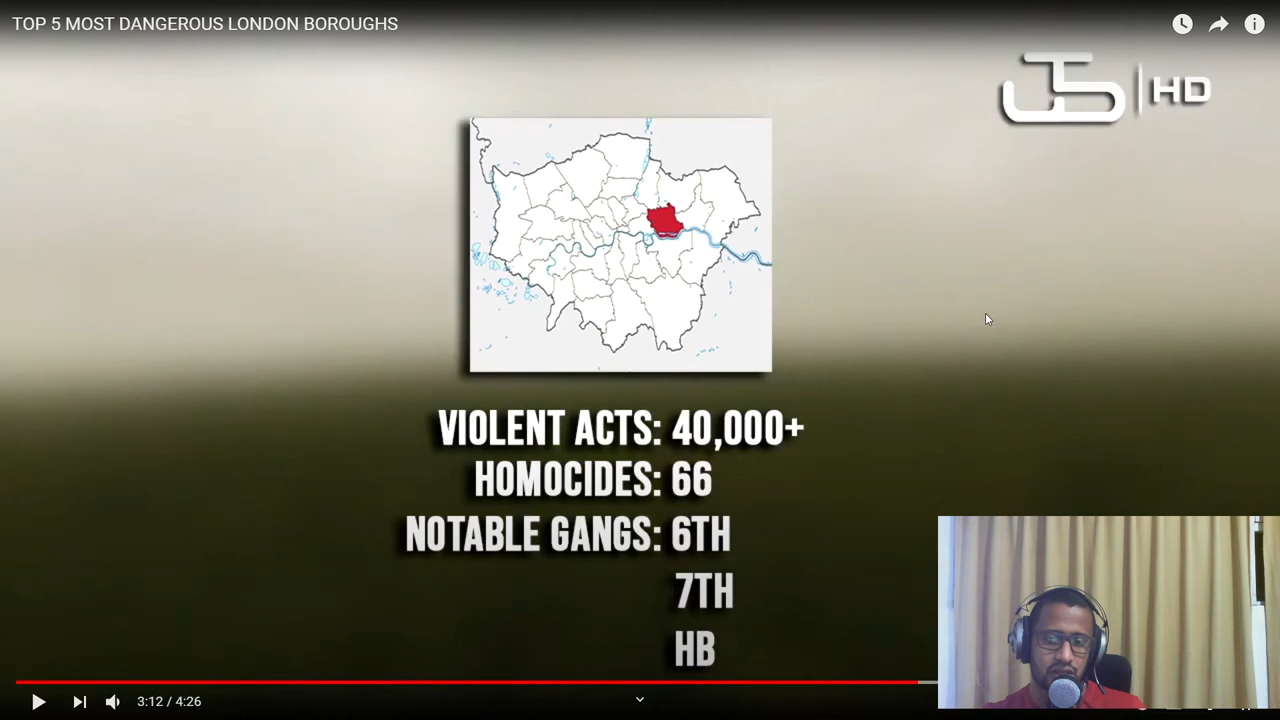 TOP 5 MOST DANGEROUS LONDON BOROUGHS
JS HD
VIOLENT ACTS: 40,000+
HOMOCIDES: 66
NOTABLE GANGS: 6TH
7TH
HB
3:12 / 4:26